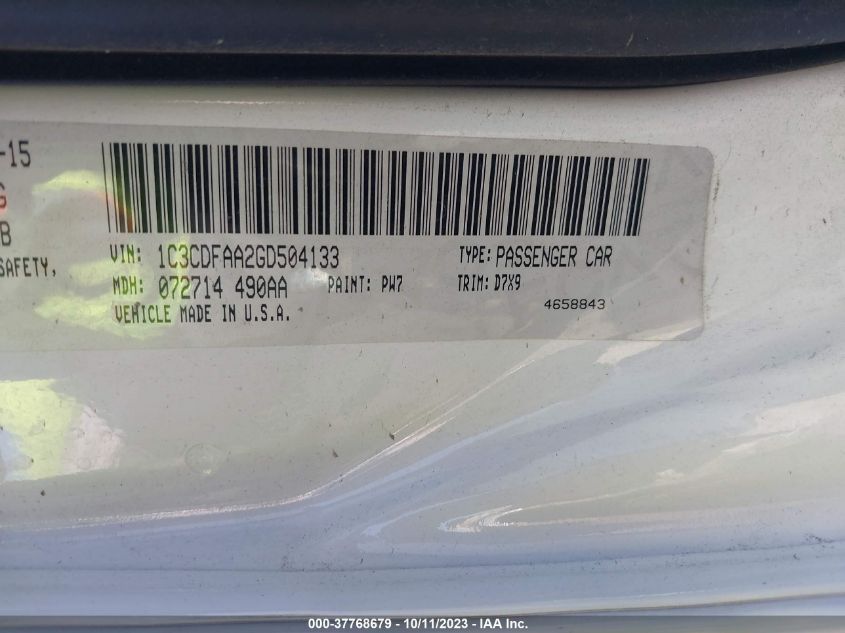 -15
G
B
SAFETY,
VIN: 1C3CDFAA2GD504133 TYPE: PASSENGER CAR
MDH: 072714 490AA PAINT: PW7 TRIM: D7X9
VEHICLE MADE IN U.S.A. 4658843
000-37768679 - 10/11/2023 - IAA Inc.